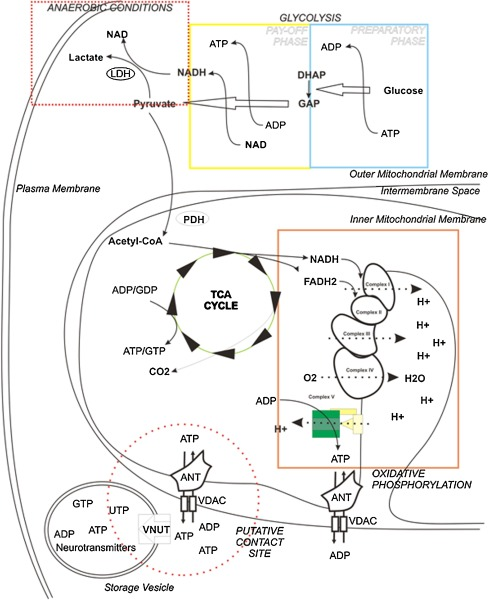 ANAEROBIC CONDITIONS
GLYCOLYSIS
PAY-OFF PHASE
PREPARATORY PHASE
NAD
ATP
ADP
Lactate
LDH
NADH
DHAP
GAP
Glucose
Pyruvate
ADP
NAD
ATP
Outer Mitochondrial Membrane
Plasma Membrane
Intermembrane Space
PDH
Inner Mitochondrial Membrane
Acetyl-CoA
NADH
FADH2
Complex I
ADP/GDP
TCA
CYCLE
H+
Complex II
H+
Complex III
H+
ATP/GTP
H+
CO2
O2
Complex IV
H2O
ADP
Complex V
H+
H+
H+
ATP
ATP
OXIDATIVE
PHOSPHORYLATION
ANT
ANT
VDAC
GTP
UTP
VDAC
ADP
ATP
VNUT
ATP
ADP
PUTATIVE
CONTACT
SITE
Neurotransmitters
ATP
ADP
Storage Vesicle